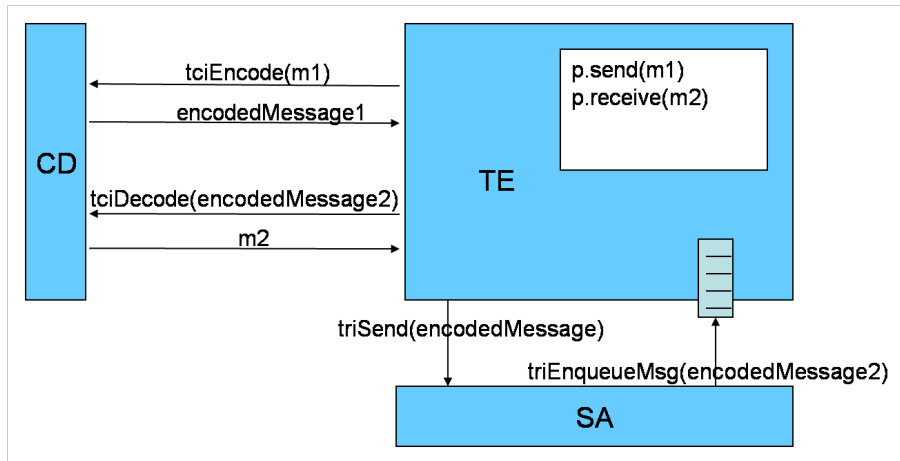 p.send(m1)
p.receive(m2)
tciEncode(m1)
encodedMessage1
CD
TE
tciDecode(encodedMessage2)
m2
triSend(encodedMessage)
triEnqueueMsg(encodedMessage2)
SA